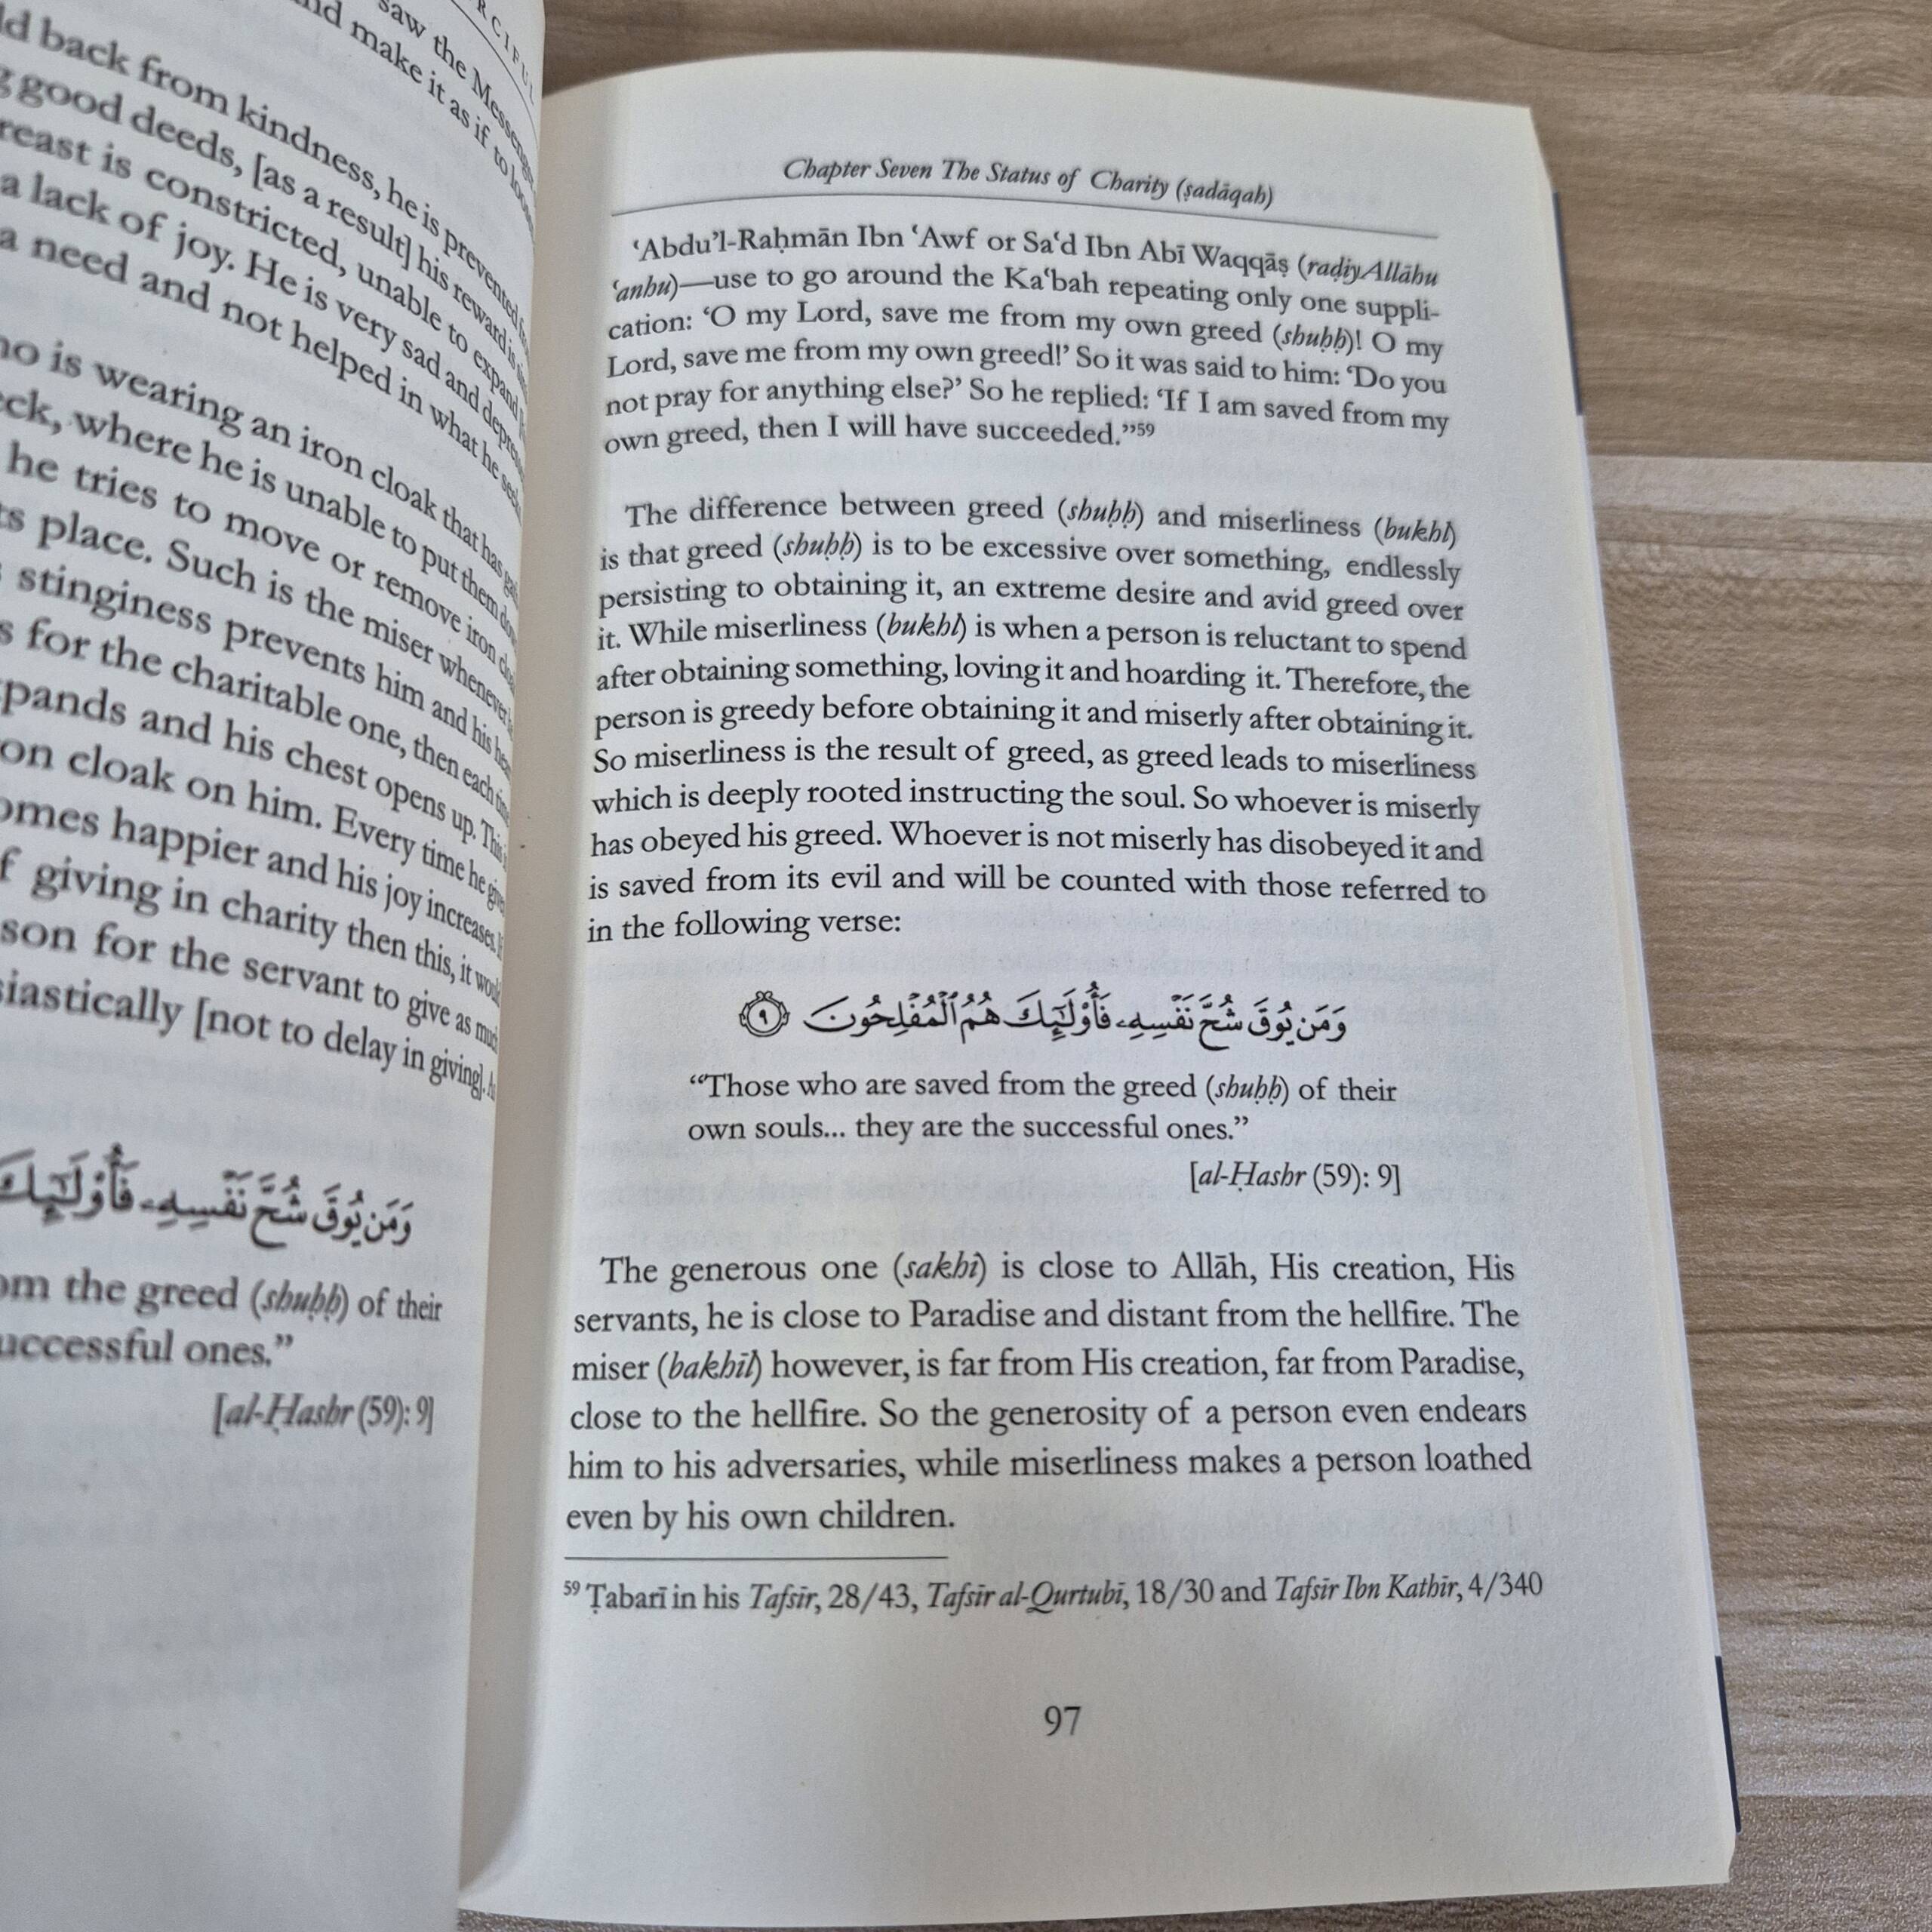 RCIFUL
saw the Messenger
nd make it as if to loose
ld back from kindness, he is prevented
good deeds, [as a result] his reward is
reast is constricted, unable to expand
a lack of joy. He is very sad and
a need and not helped in what he seeks
ho is wearing an iron cloak that has
eck, where he is unable to put them
he tries to move or remove iron
ts place. Such is the miser whenever
stinginess prevents him and his
s for the charitable one, then each time
pands and his chest opens up. This
on cloak on him. Every time he gives
omes happier and his joy increases.
f giving in charity then this, it would
son for the servant to give as much
siastically [not to delay in giving].
وَمَن يُوقَ شُحَّ نَفْسِهِۦ فَأُو۟لَـٰٓئِكَ
om the greed (shuḥḥ) of their
uccessful ones.”
[al-Ḥashr (59): 9]
Chapter Seven The Status of Charity (ṣadāqah)
‘Abdu’l-Raḥmān Ibn ‘Awf or Sa‘d Ibn Abī Waqqāṣ (raḍiyAllāhu
‘anhu)—use to go around the Ka‘bah repeating only one suppli-
cation: ‘O my Lord, save me from my own greed (shuḥḥ)! O my
Lord, save me from my own greed!’ So it was said to him: ‘Do you
not pray for anything else?’ So he replied: ‘If I am saved from my
own greed, then I will have succeeded.”59
The difference between greed (shuḥḥ) and miserliness (bukhl)
is that greed (shuḥḥ) is to be excessive over something, endlessly
persisting to obtaining it, an extreme desire and avid greed over
it. While miserliness (bukhl) is when a person is reluctant to spend
after obtaining something, loving it and hoarding it. Therefore, the
person is greedy before obtaining it and miserly after obtaining it.
So miserliness is the result of greed, as greed leads to miserliness
which is deeply rooted instructing the soul. So whoever is miserly
has obeyed his greed. Whoever is not miserly has disobeyed it and
is saved from its evil and will be counted with those referred to
in the following verse:
وَمَن يُوقَ شُحَّ نَفْسِهِۦ فَأُو۟لَـٰٓئِكَ هُمُ ٱلْمُفْلِحُونَ ٩
“Those who are saved from the greed (shuḥḥ) of their
own souls... they are the successful ones.”
[al-Ḥashr (59): 9]
The generous one (sakhī) is close to Allāh, His creation, His
servants, he is close to Paradise and distant from the hellfire. The
miser (bakhīl) however, is far from His creation, far from Paradise,
close to the hellfire. So the generosity of a person even endears
him to his adversaries, while miserliness makes a person loathed
even by his own children.
59 Ṭabarī in his Tafsīr, 28/43, Tafsīr al-Qurtubī, 18/30 and Tafsīr Ibn Kathīr, 4/340
97